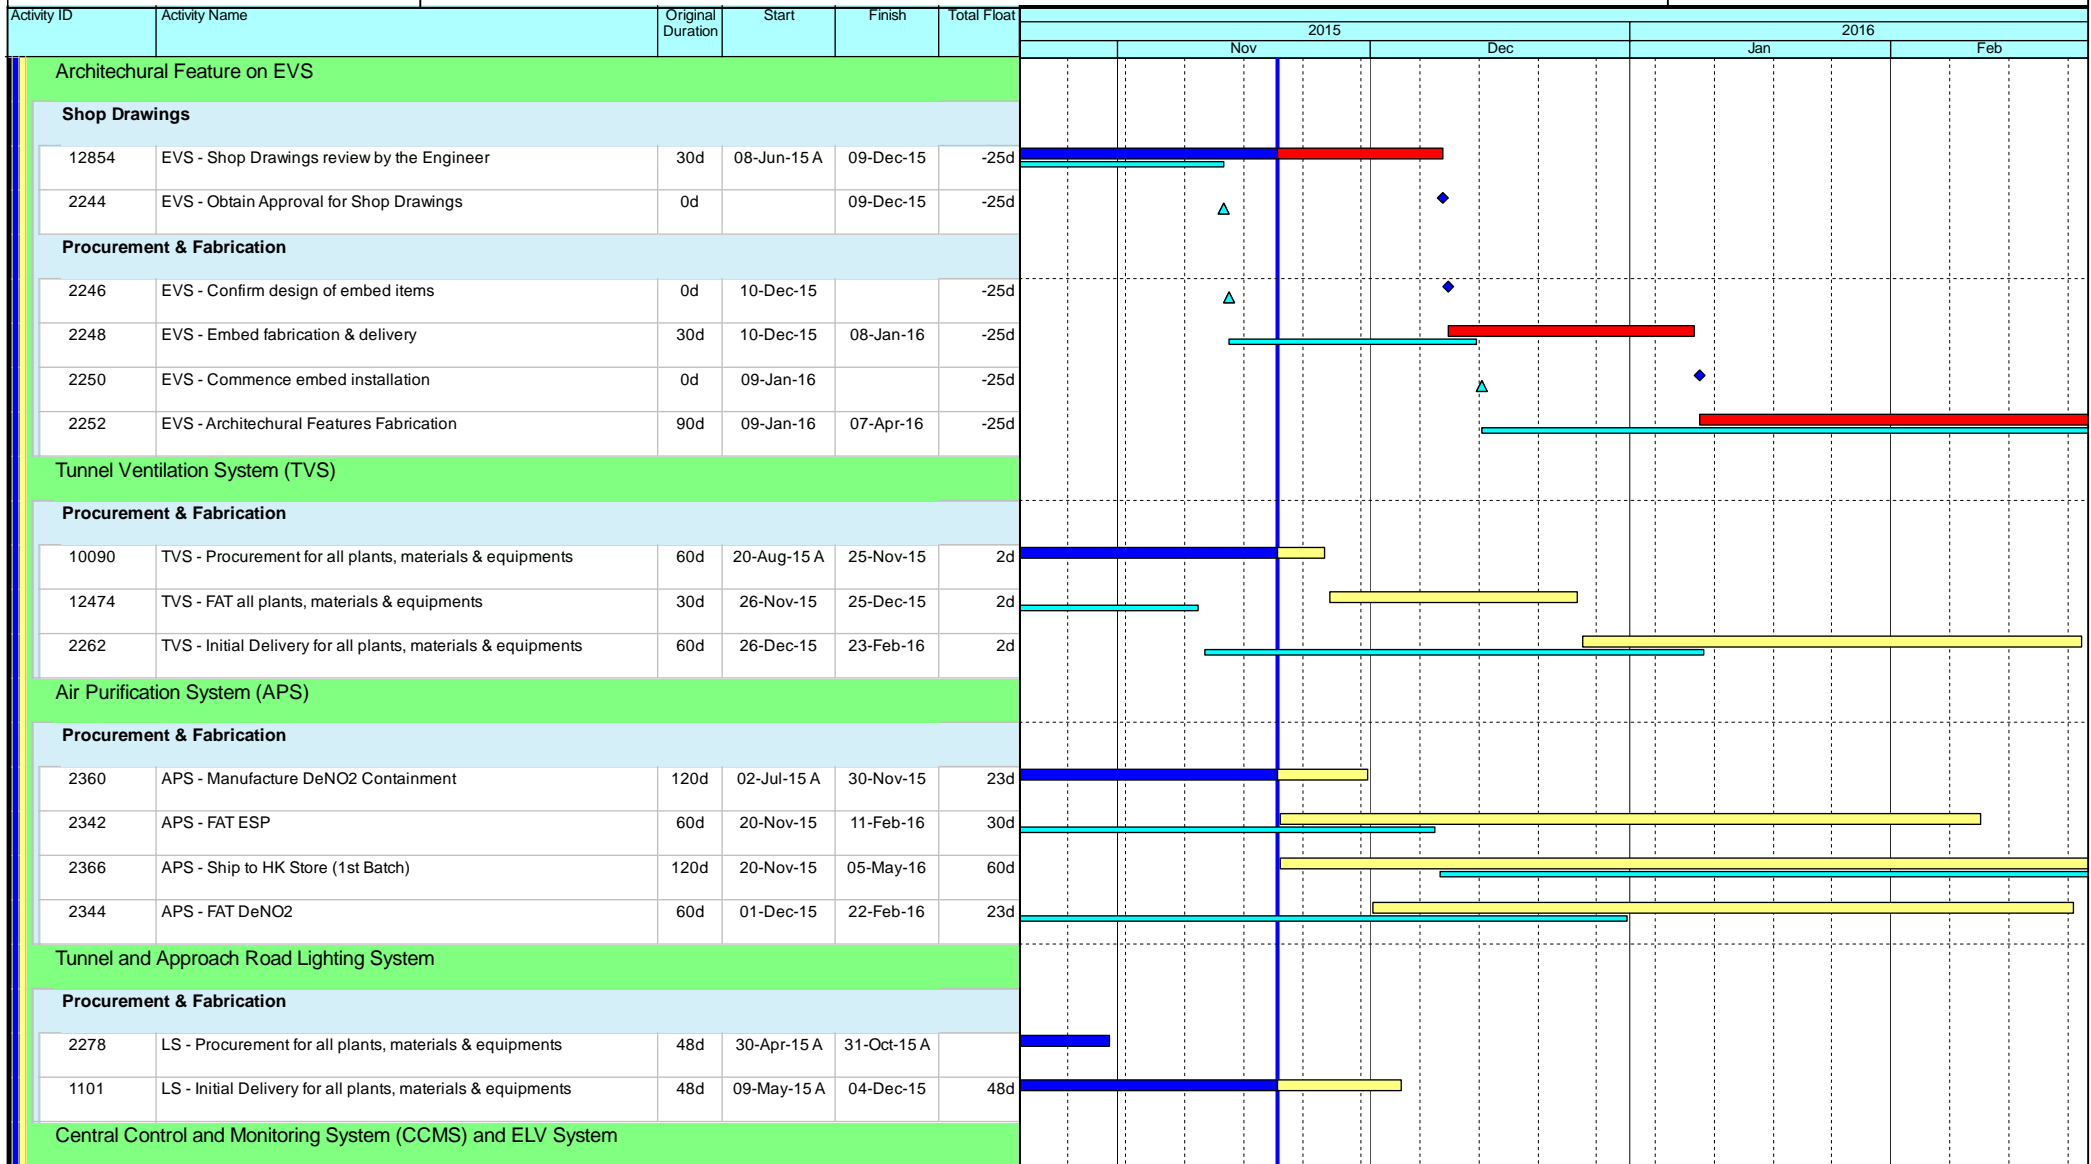 Activity ID Activity Name Original Duration Start Finish Total Float
2015 2016
Nov Dec Jan Feb
Architechural Feature on EVS
Shop Drawings
12854 EVS - Shop Drawings review by the Engineer 30d 08-Jun-15 A 09-Dec-15 -25d
2244 EVS - Obtain Approval for Shop Drawings 0d 09-Dec-15 -25d
Procurement & Fabrication
2246 EVS - Confirm design of embed items 0d 10-Dec-15 -25d
2248 EVS - Embed fabrication & delivery 30d 10-Dec-15 08-Jan-16 -25d
2250 EVS - Commence embed installation 0d 09-Jan-16 -25d
2252 EVS - Architechural Features Fabrication 90d 09-Jan-16 07-Apr-16 -25d
Tunnel Ventilation System (TVS)
Procurement & Fabrication
10090 TVS - Procurement for all plants, materials & equipments 60d 20-Aug-15 A 25-Nov-15 2d
12474 TVS - FAT all plants, materials & equipments 30d 26-Nov-15 25-Dec-15 2d
2262 TVS - Initial Delivery for all plants, materials & equipments 60d 26-Dec-15 23-Feb-16 2d
Air Purification System (APS)
Procurement & Fabrication
2360 APS - Manufacture DeNO2 Containment 120d 02-Jul-15 A 30-Nov-15 23d
2342 APS - FAT ESP 60d 20-Nov-15 11-Feb-16 30d
2366 APS - Ship to HK Store (1st Batch) 120d 20-Nov-15 05-May-16 60d
2344 APS - FAT DeNO2 60d 01-Dec-15 22-Feb-16 23d
Tunnel and Approach Road Lighting System
Procurement & Fabrication
2278 LS - Procurement for all plants, materials & equipments 48d 30-Apr-15 A 31-Oct-15 A
1101 LS - Initial Delivery for all plants, materials & equipments 48d 09-May-15 A 04-Dec-15 48d
Central Control and Monitoring System (CCMS) and ELV System